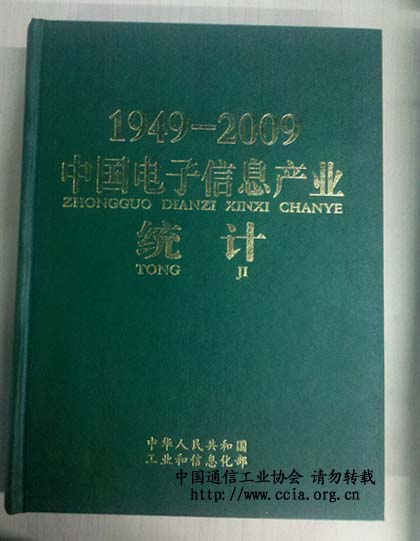 1949-2009
中国电子信息产业
ZHONGGUO DIANZI XINXI CHANYE
统 计
TONG JI
中华人民共和国
工业和信息化部
中国通信工业协会 请勿转载
http://www.ccia.org.cn